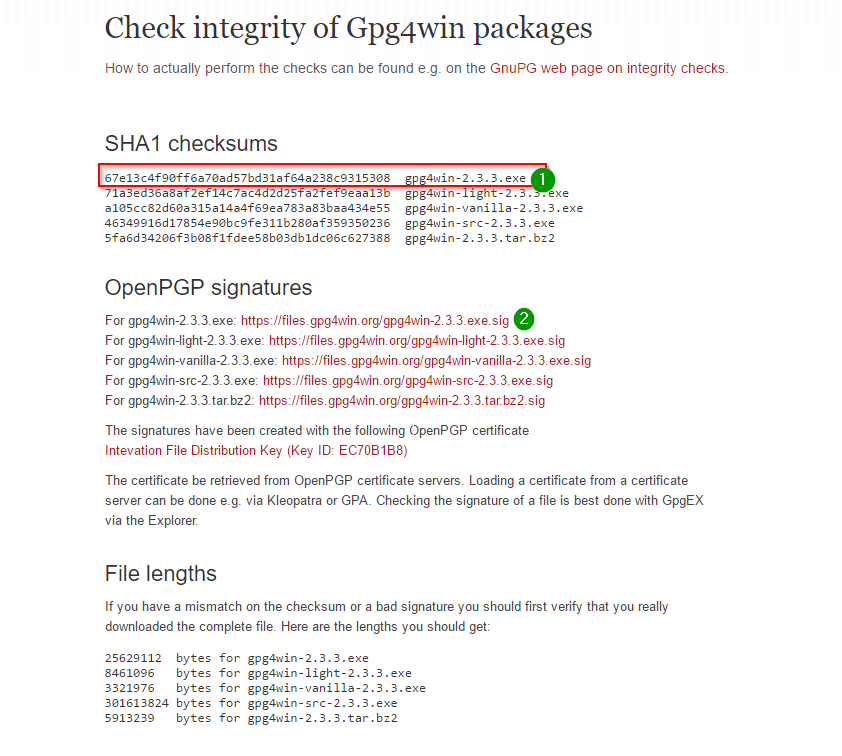 Check integrity of Gpg4win packages
How to actually perform the checks can be found e.g. on the GnuPG web page on integrity checks.
SHA1 checksums
67e13c4f90ff6a70ad57bd31af64a238c9315308 gpg4win-2.3.3.exe 1
71a3ed36a8af2ef14c7ac4d2d25fa2fef9eaa13b gpg4win-light-2.3.3.exe
a105cc82d60a315a14a4f69ea783a83baa434e55 gpg4win-vanilla-2.3.3.exe
46349916d17854e90bc9fe311b280af359350236 gpg4win-src-2.3.3.exe
5fa6d34206f3b08f1fdee58b03db1dc06c627388 gpg4win-2.3.3.tar.bz2
OpenPGP signatures
For gpg4win-2.3.3.exe: https://files.gpg4win.org/gpg4win-2.3.3.exe.sig 2
For gpg4win-light-2.3.3.exe: https://files.gpg4win.org/gpg4win-light-2.3.3.exe.sig
For gpg4win-vanilla-2.3.3.exe: https://files.gpg4win.org/gpg4win-vanilla-2.3.3.exe.sig
For gpg4win-src-2.3.3.exe: https://files.gpg4win.org/gpg4win-src-2.3.3.exe.sig
For gpg4win-2.3.3.tar.bz2: https://files.gpg4win.org/gpg4win-2.3.3.tar.bz2.sig
The signatures have been created with the following OpenPGP certificate
Intevation File Distribution Key (Key ID: EC70B1B8)
The certificate be retrieved from OpenPGP certificate servers. Loading a certificate from a certificate
server can be done e.g. via Kleopatra or GPA. Checking the signature of a file is best done with GpgEX
via the Explorer.
File lengths
If you have a mismatch on the checksum or a bad signature you should first verify that you really
downloaded the complete file. Here are the lengths you should get:
25629112 bytes for gpg4win-2.3.3.exe
8461096 bytes for gpg4win-light-2.3.3.exe
3321976 bytes for gpg4win-vanilla-2.3.3.exe
301613824 bytes for gpg4win-src-2.3.3.exe
5913239 bytes for gpg4win-2.3.3.tar.bz2